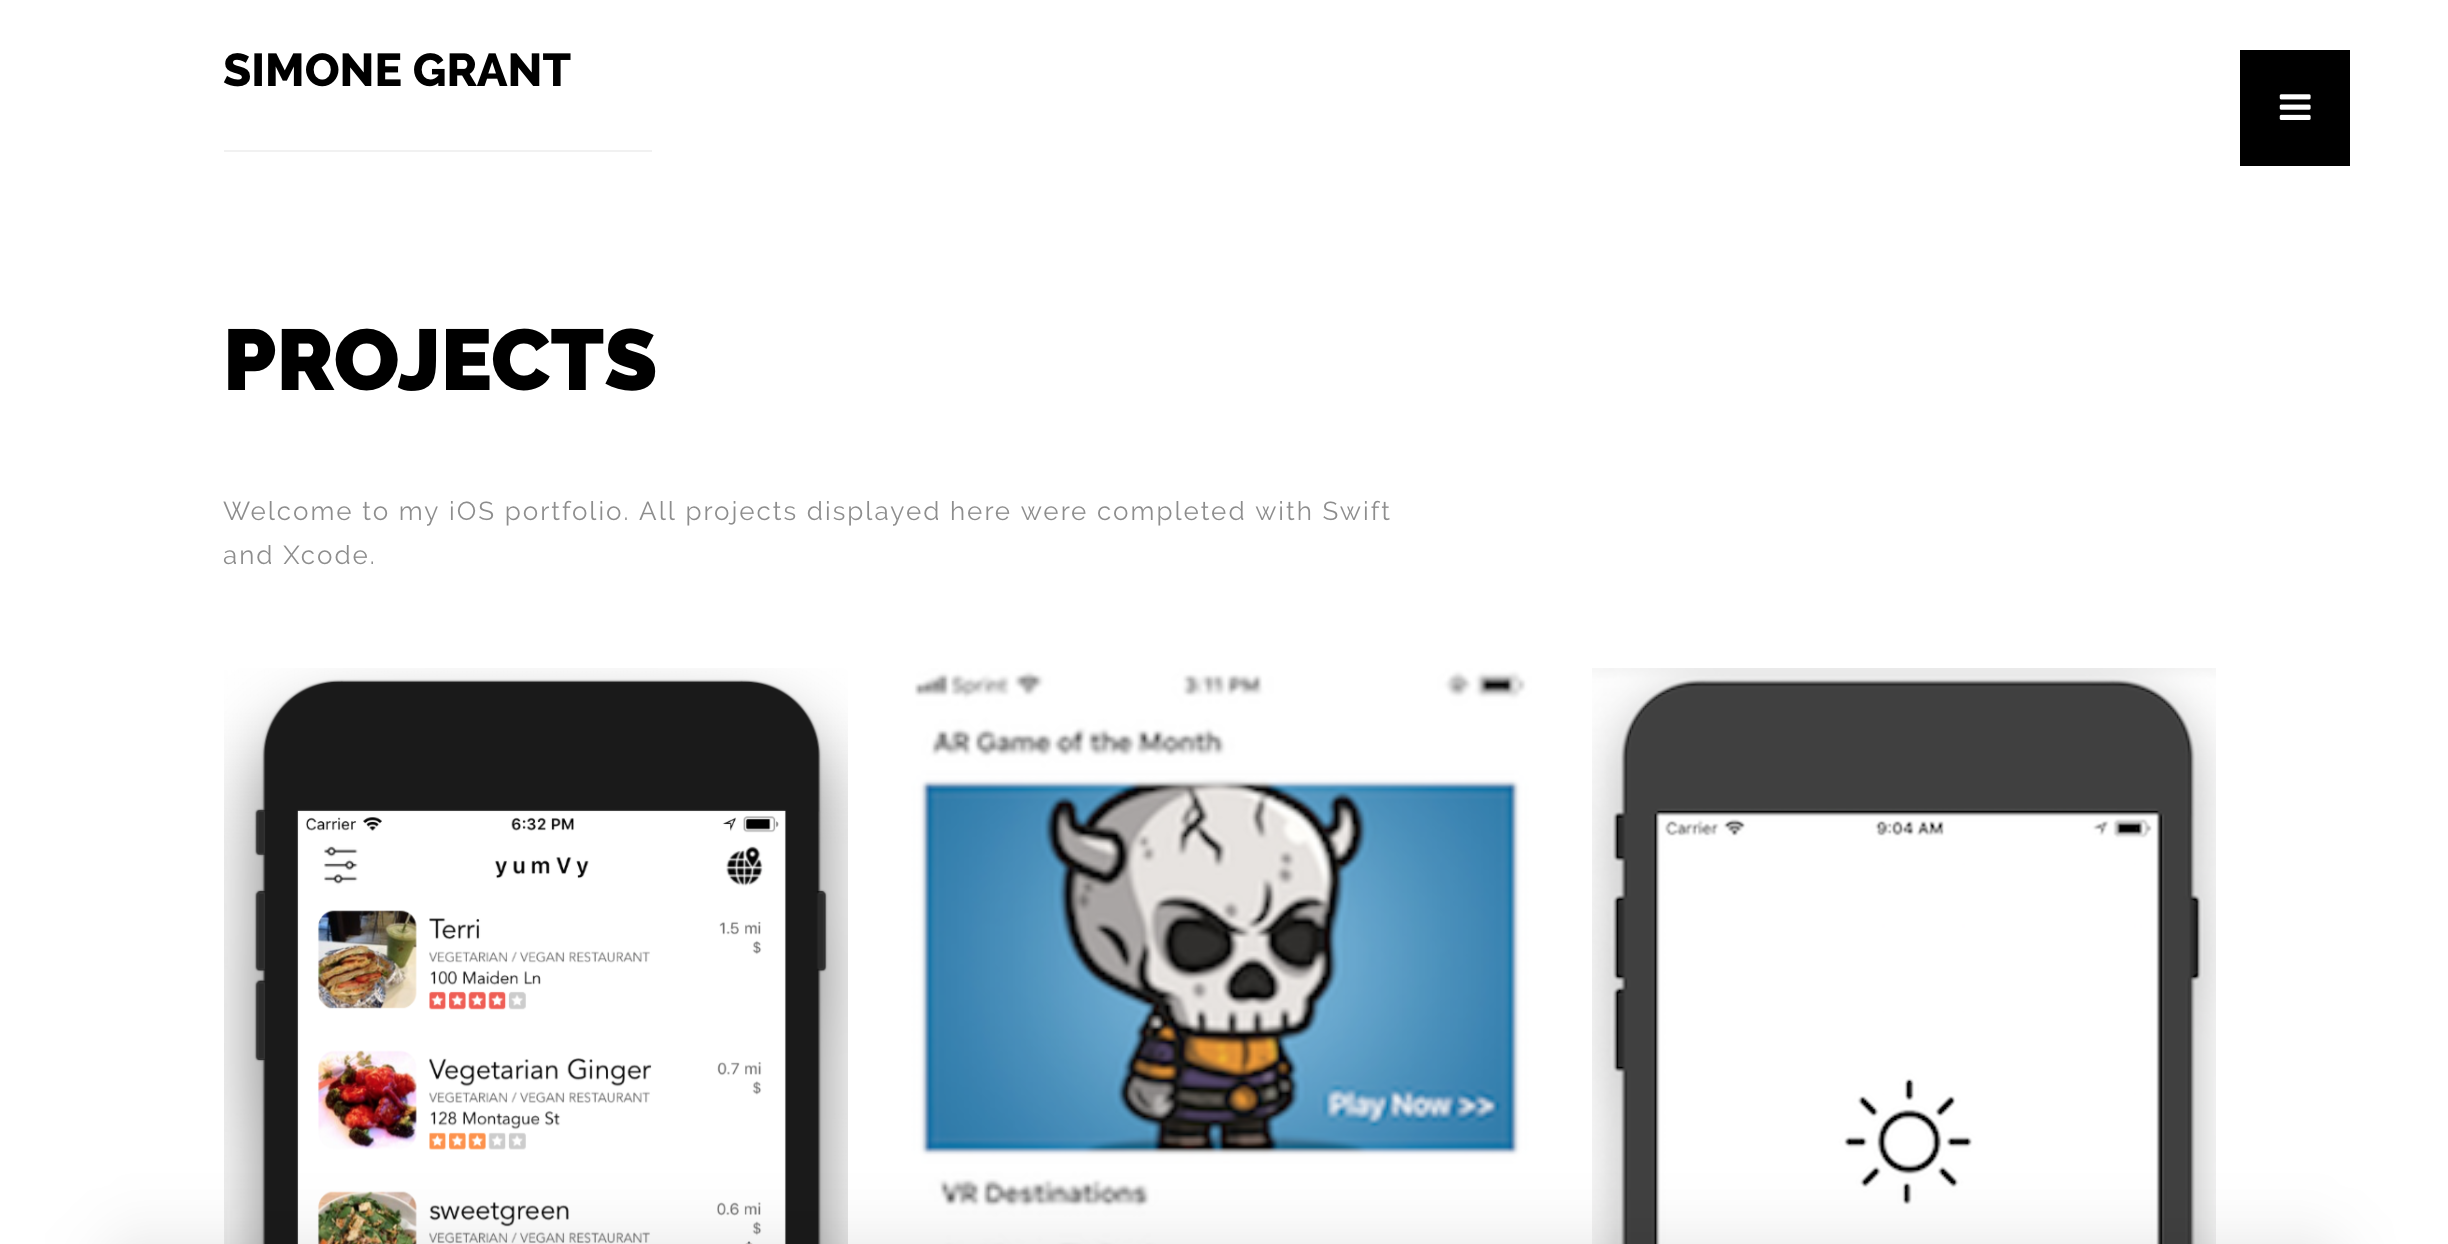 SIMONE GRANT
PROJECTS
Welcome to my iOS portfolio. All projects displayed here were completed with Swift
and Xcode.
Carrier 6:32 PM
yumVy
Terri 1.5 mi
$
VEGETARIAN / VEGAN RESTAURANT
100 Maiden Ln
Vegetarian Ginger 0.7 mi
$
VEGETARIAN / VEGAN RESTAURANT
128 Montague St
sweetgreen 0.6 mi
$
VEGETARIAN / VEGAN RESTAURANT
Sprint 3:11 PM
AR Game of the Month
Play Now >>
VR Destinations
Carrier 9:04 AM